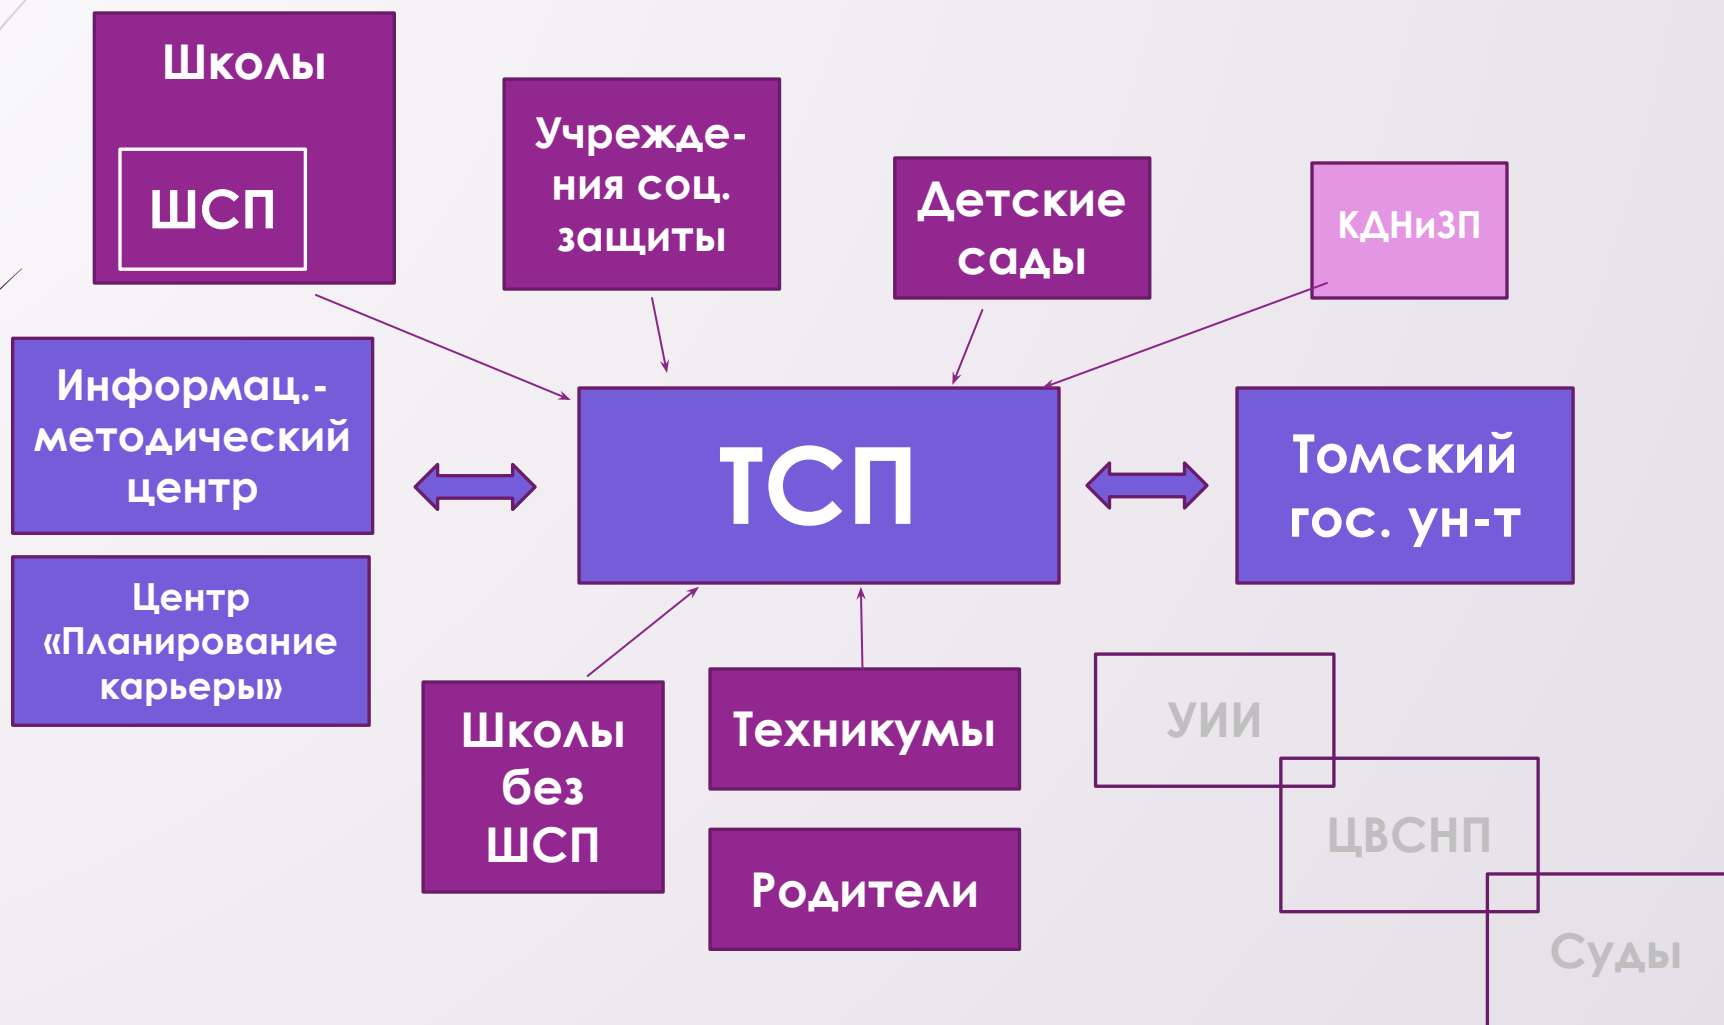 Школы
ШСП
Учрежде-
ния соц.
защиты
Детские
сады
КДНиЗП
Информац.-
методический
центр
ТСП
Томский
гос. ун-т
Центр
«Планирование
карьеры»
Школы
без
ШСП
Техникумы
Родители
УИИ
ЦВСНП
Суды